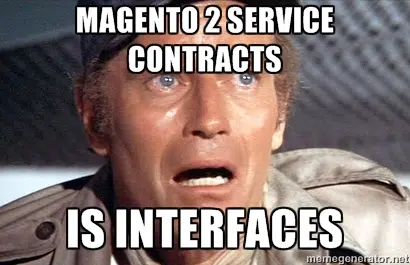 MAGENTO 2 SERVICE
CONTRACTS
IS INTERFACES
memegenerator.net